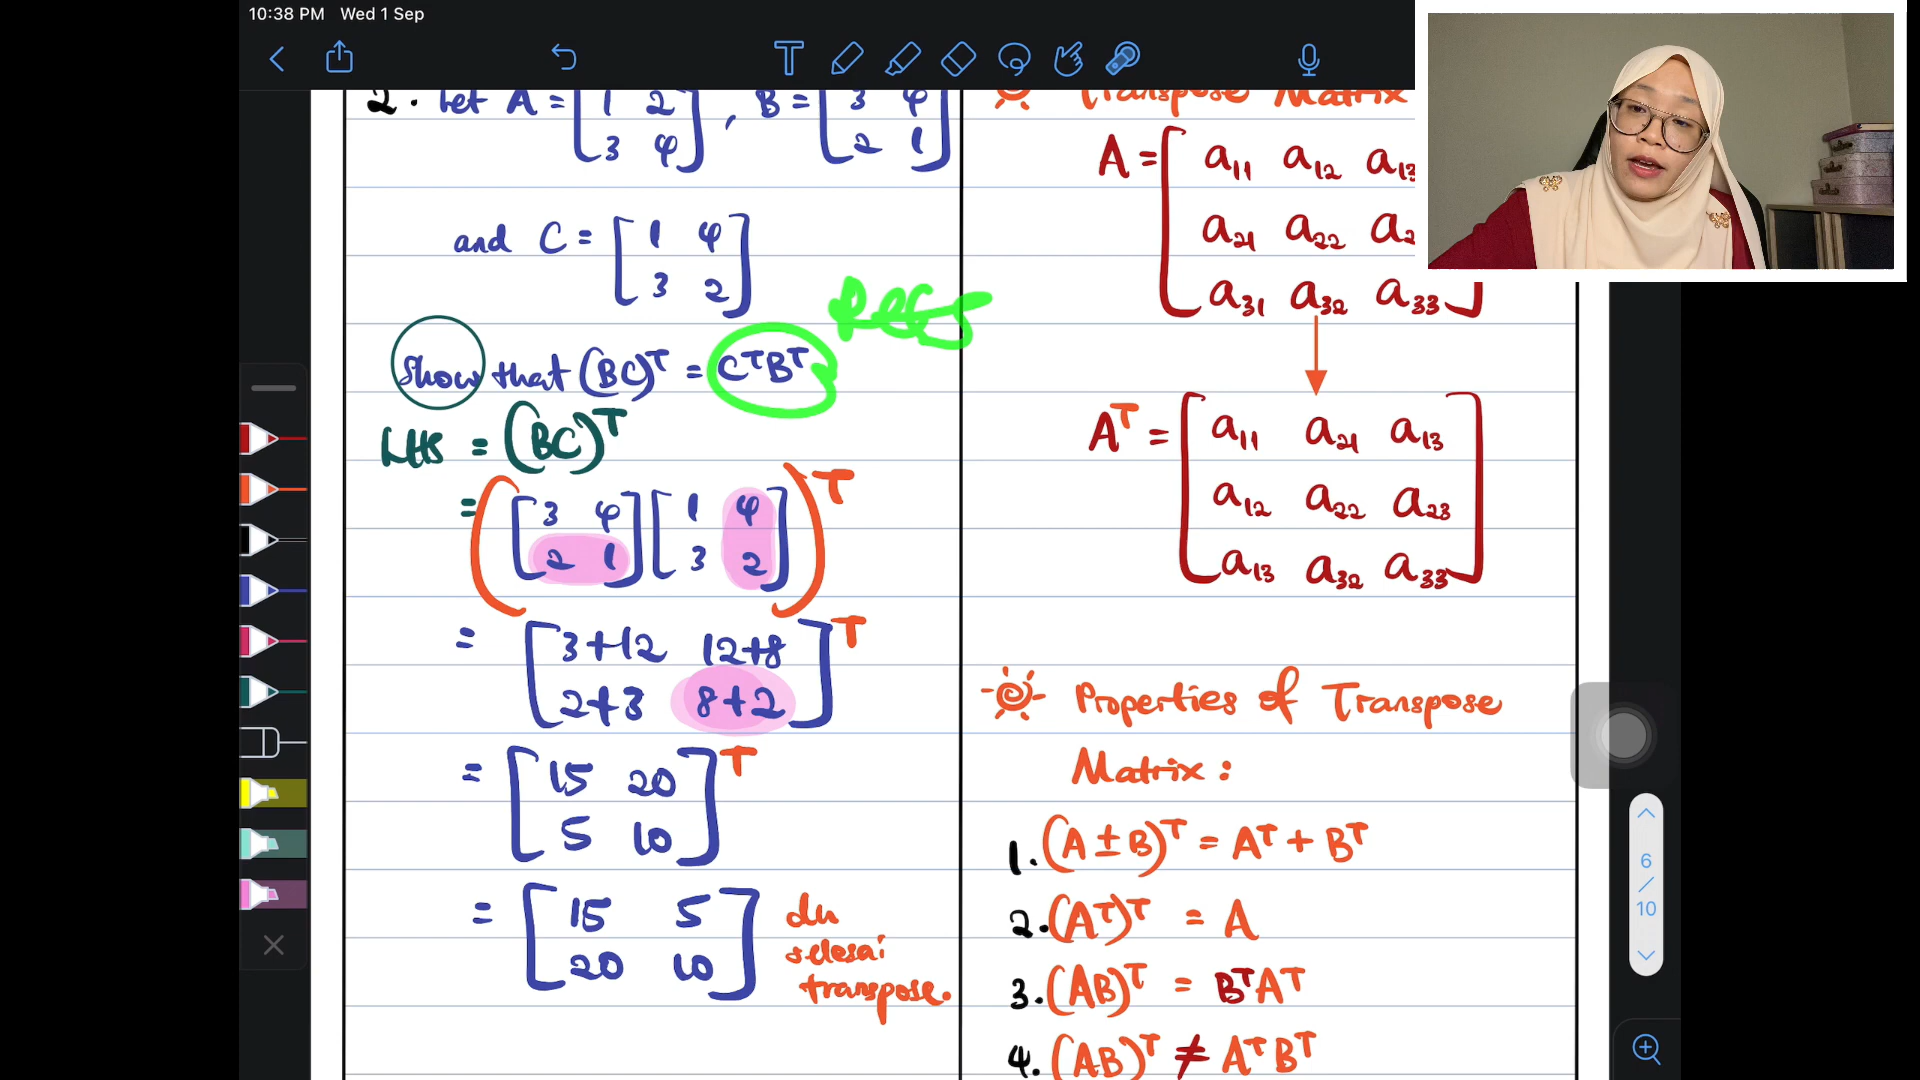 10:38 PM Wed 1 Sep
2. Let A = [1 2
3 4], B = [3 4
2 1]
and C = [1 4
3 2]
Show that (BC)ᵀ = CᵀBᵀ
LHS = (BC)ᵀ
= ([3 4
2 1] [1 4
3 2])ᵀ
= [3+12 12+8
2+3 8+2]ᵀ
= [15 20
5 10]ᵀ
= [15 5
20 10]
selesai
transpose.
Transpose Matrix
A = [a₁₁ a₁₂ a₁₃
a₂₁ a₂₂ a₂
a₃₁ a₃₂ a₃₃]
Aᵀ = [a₁₁ a₂₁ a₁₃
a₁₂ a₂₂ a₂₃
a₁₃ a₃₂ a₃₃]
Properties of Transpose
Matrix:
1. (A ± B)ᵀ = Aᵀ + Bᵀ
2. (Aᵀ)ᵀ = A
3. (AB)ᵀ = BᵀAᵀ
4. (AB)ᵀ ≠ AᵀBᵀ
6
/
10